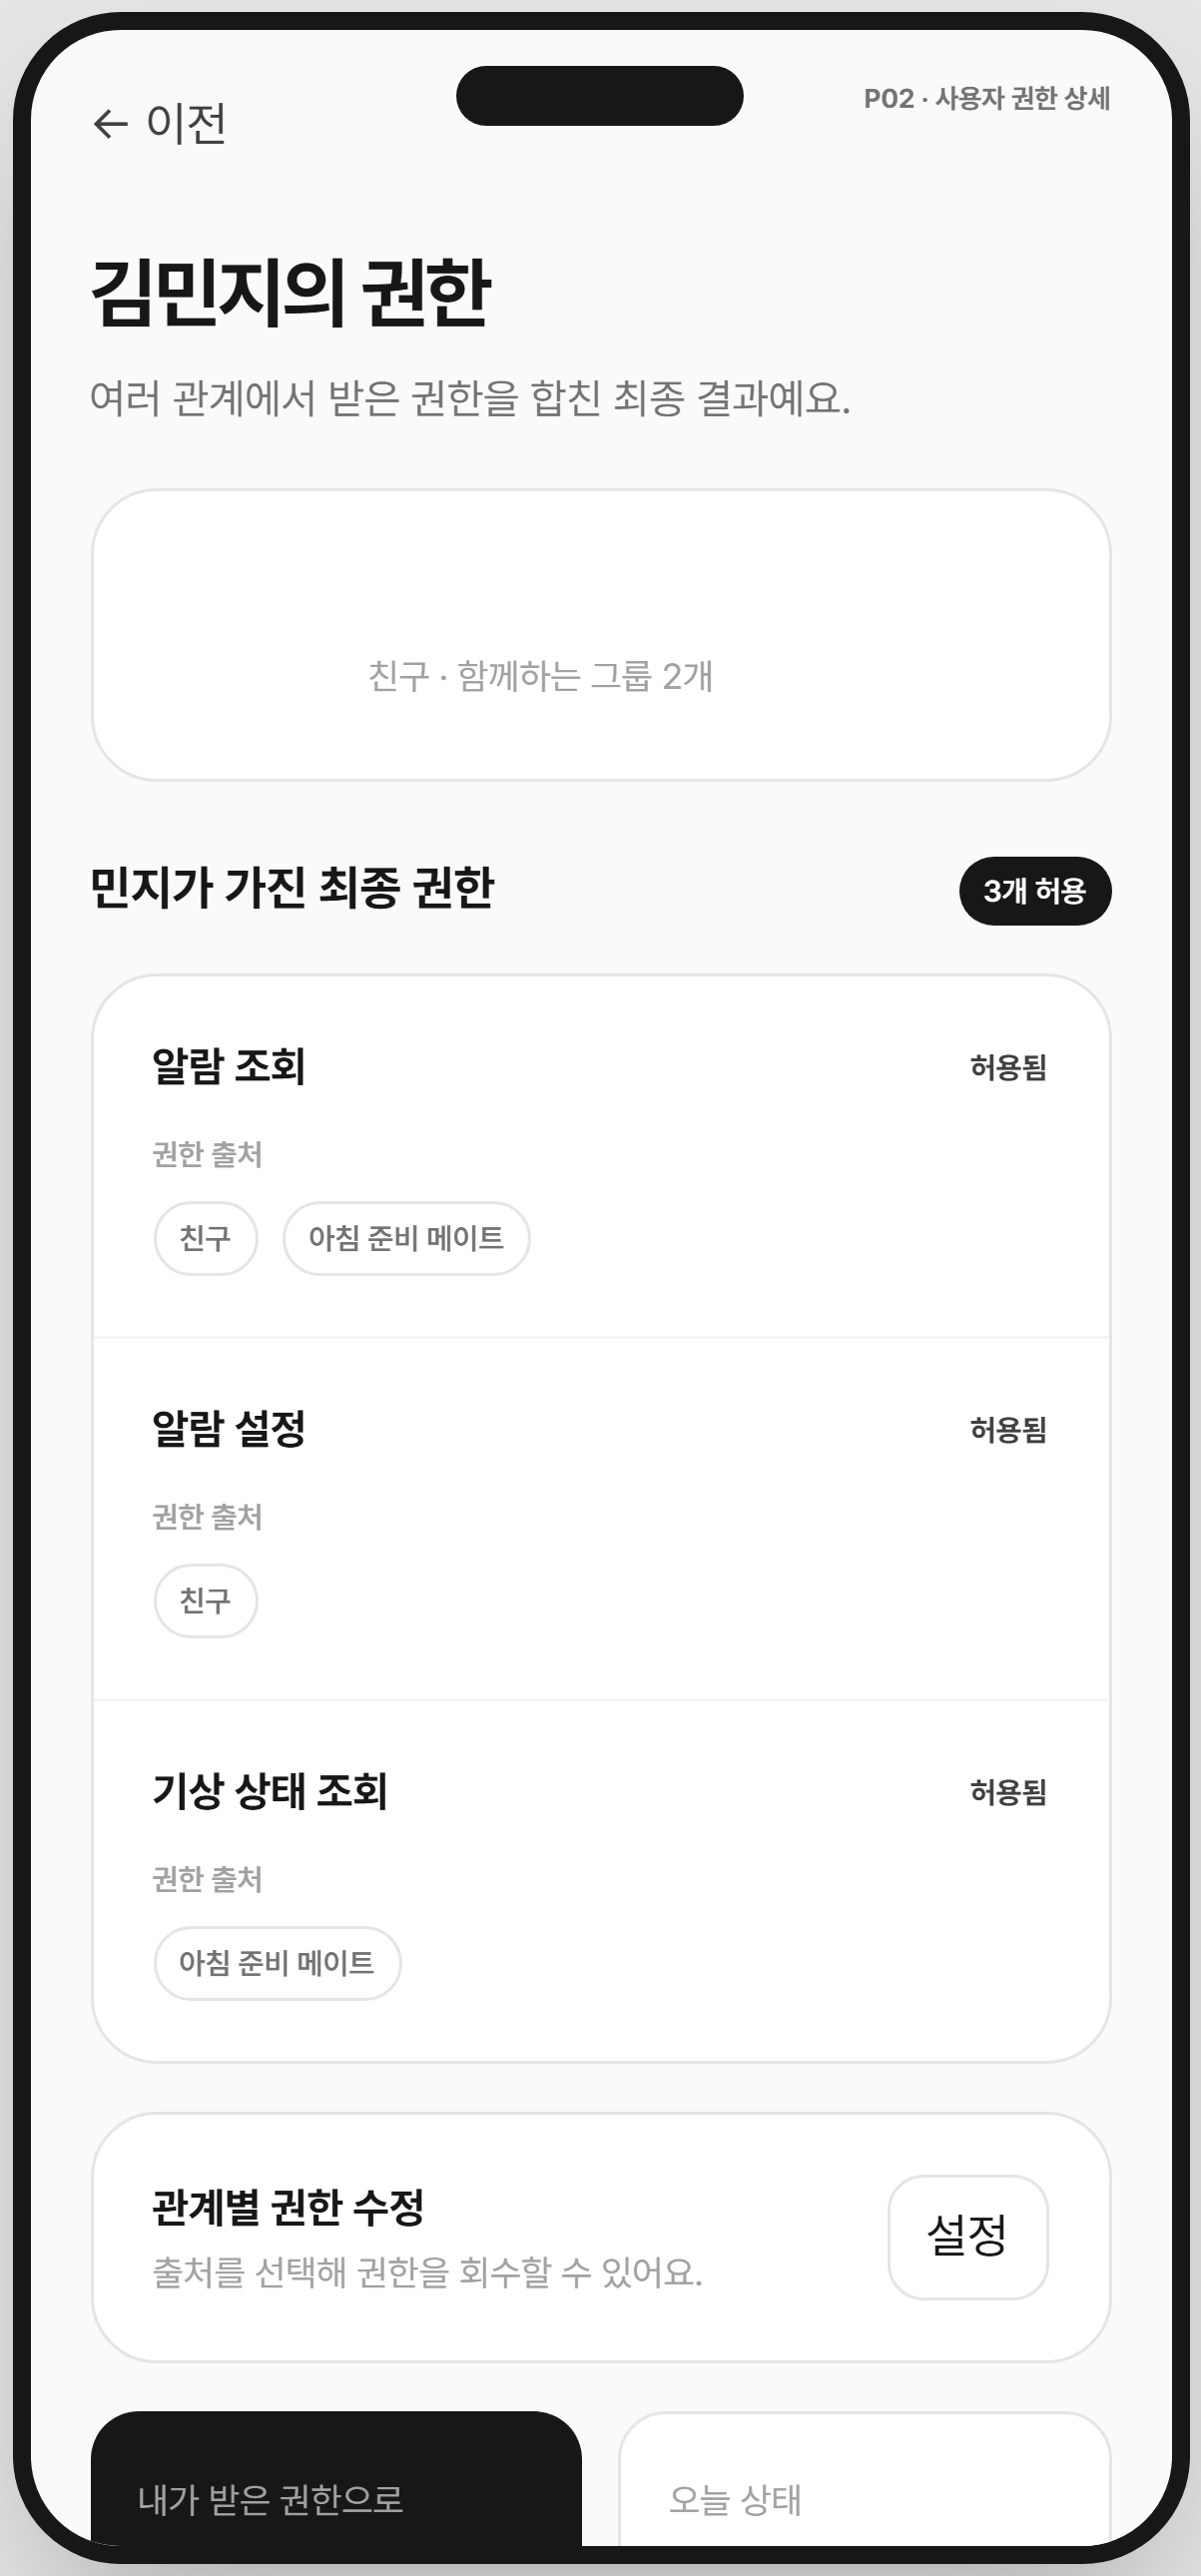 ← 이전
P02 · 사용자 권한 상세
김민지의 권한
여러 관계에서 받은 권한을 합친 최종 결과예요.
친구 · 함께하는 그룹 2개
민지가 가진 최종 권한
3개 허용
알람 조회
허용됨
권한 출처
친구
아침 준비 메이트
알람 설정
허용됨
권한 출처
친구
기상 상태 조회
허용됨
권한 출처
아침 준비 메이트
관계별 권한 수정
출처를 선택해 권한을 회수할 수 있어요.
설정
내가 받은 권한으로
오늘 상태